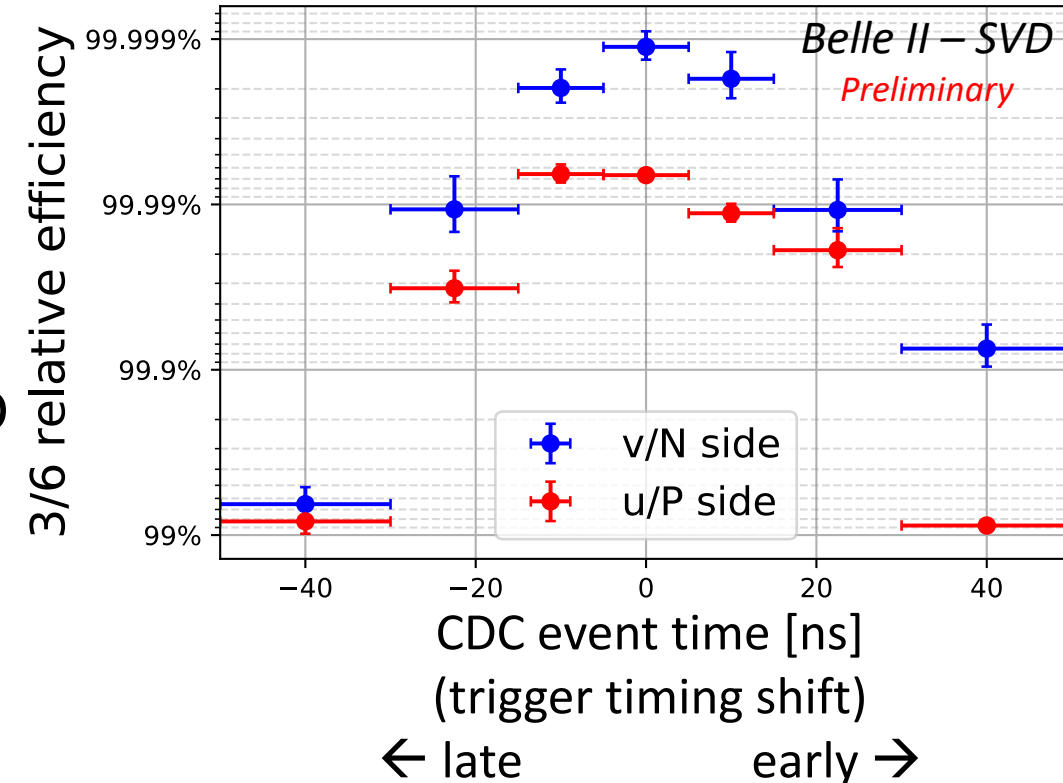 3/6 relative efficiency
99.999%
99.99%
99.9%
99%
Belle II – SVD
Preliminary
v/N side
u/P side
−40
−20
0
20
40
CDC event time [ns]
(trigger timing shift)
← late
early →